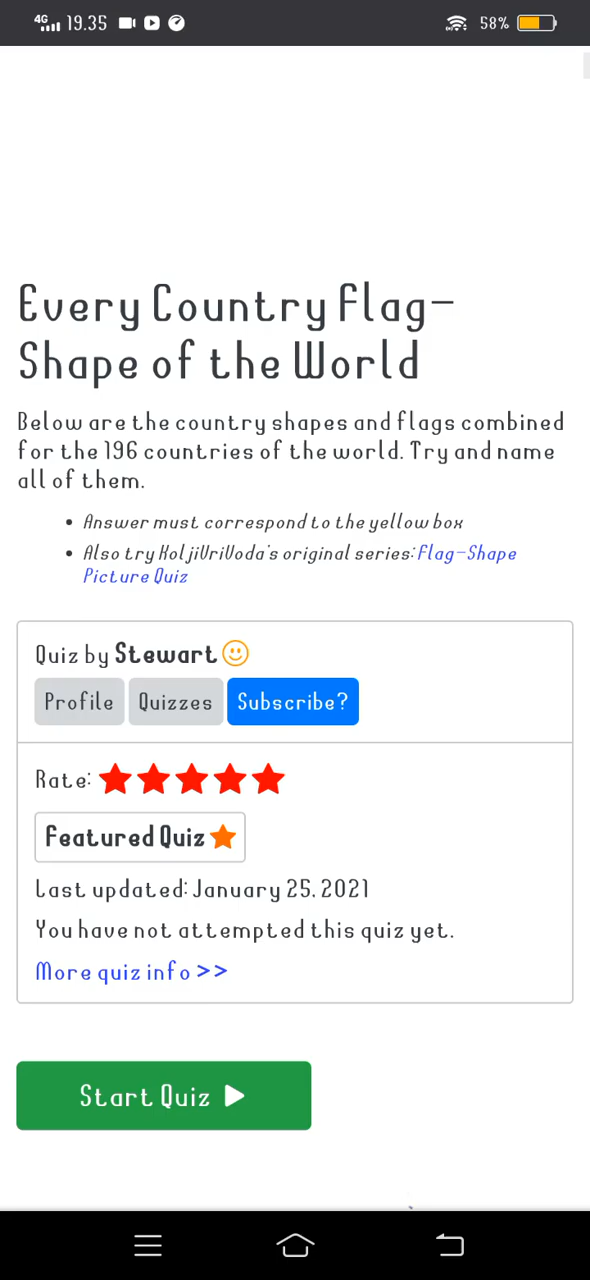 4G 19.35 58%
Every Country Flag-
Shape of the World
Below are the country shapes and flags combined
for the 196 countries of the world. Try and name
all of them.
• Answer must correspond to the yellow box
• Also try KoljiVriVoda's original series: Flag-Shape
Picture Quiz
Quiz by Stewart
Profile Quizzes Subscribe?
Rate:
Featured Quiz
Last updated: January 25, 2021
You have not attempted this quiz yet.
More quiz info >>
Start Quiz